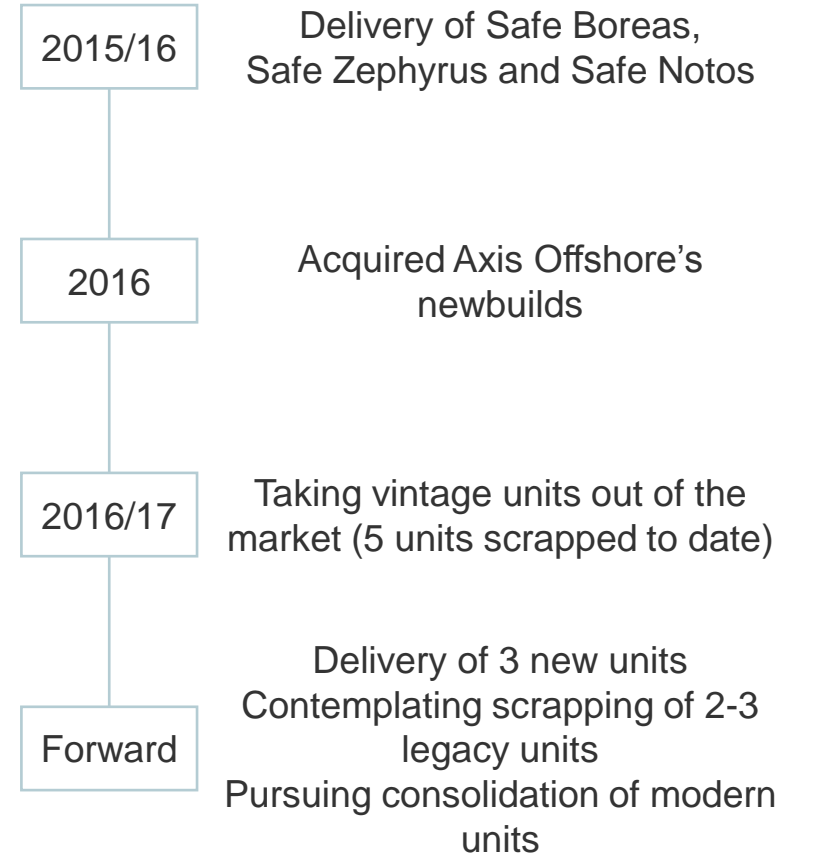 2015/16
Delivery of Safe Boreas,
Safe Zephyrus and Safe Notos
2016
Acquired Axis Offshore’s
newbuilds
2016/17
Taking vintage units out of the
market (5 units scrapped to date)
Forward
Delivery of 3 new units
Contemplating scrapping of 2-3
legacy units
Pursuing consolidation of modern
units